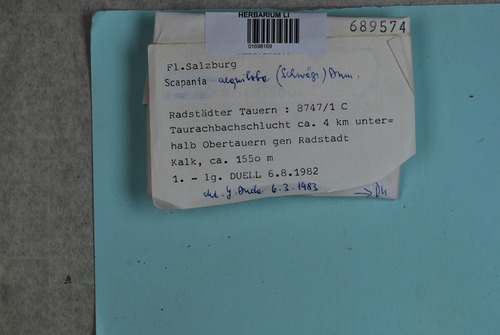 HERBARIUM LI
01698169
689574
Fl.Salzburg
Scapania aequiloba (Schwägr) Dum.
Radstädter Tauern : 8747/1 C
Taurachbachschlucht ca. 4 km unter=
halb Obertauern gen Radstadt
Kalk, ca. 155o m
1. - lg. DUELL 6.8.1982
6.3.1983